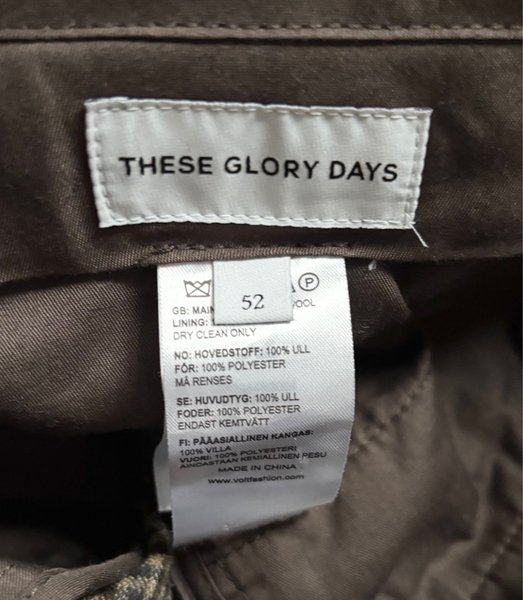 THESE GLORY DAYS
P
52
GB: MAIN OOL
LINING:
DRY CLEAN ONLY
NO: HOVEDSTOFF: 100% ULL
FÔR: 100% POLYESTER
MÅ RENSES
SE: HUVUDTYG: 100% ULL
FODER: 100% POLYESTER
ENDAST KEMTVÄTT
FI: PÄÄASIALLINEN KANGAS:
100% VILLA
VUORI: 100% POLYESTERI
AINOASTAAN KEMIALLINEN PESU
MADE IN CHINA
www.voltfashion.com